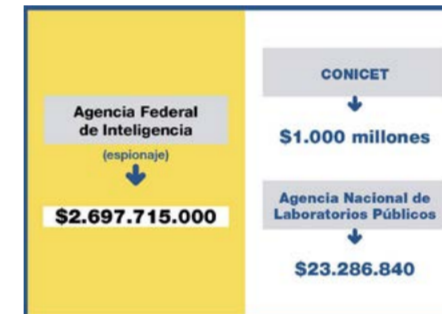 Agencia Federal
de Inteligencia
(espionaje)
$2.697.715.000
CONICET
$1.000 millones
Agencia Nacional de
Laboratorios Públicos
$23.286.840